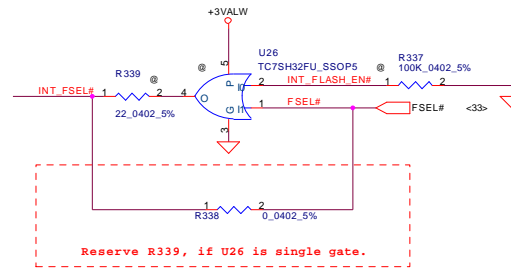 +3VALW
U26
TC7SH32FU_SSOP5
@
R337
100K_0402_5%
R339
@
@
5
P
INT_FLASH_EN#
1
2
2
INT_FSEL#
1
2
4
O
FSEL#
1
FSEL#
<33>
G
3
22_0402_5%
1
2
R338
0_0402_5%
Reserve R339, if U26 is single gate.